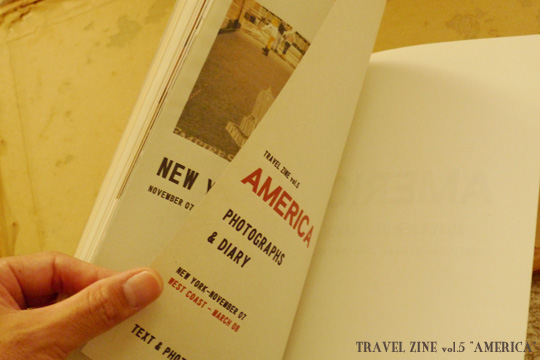 NEW Y
NOVEMBER 07
TRAVEL ZINE vol.5
AMERICA
PHOTOGRAPHS
& DIARY
NEW YORK-NOVEMBER 07
WEST COAST - MARCH 08
TEXT & PHOT
TRAVEL ZINE vol.5 "AMERICA"